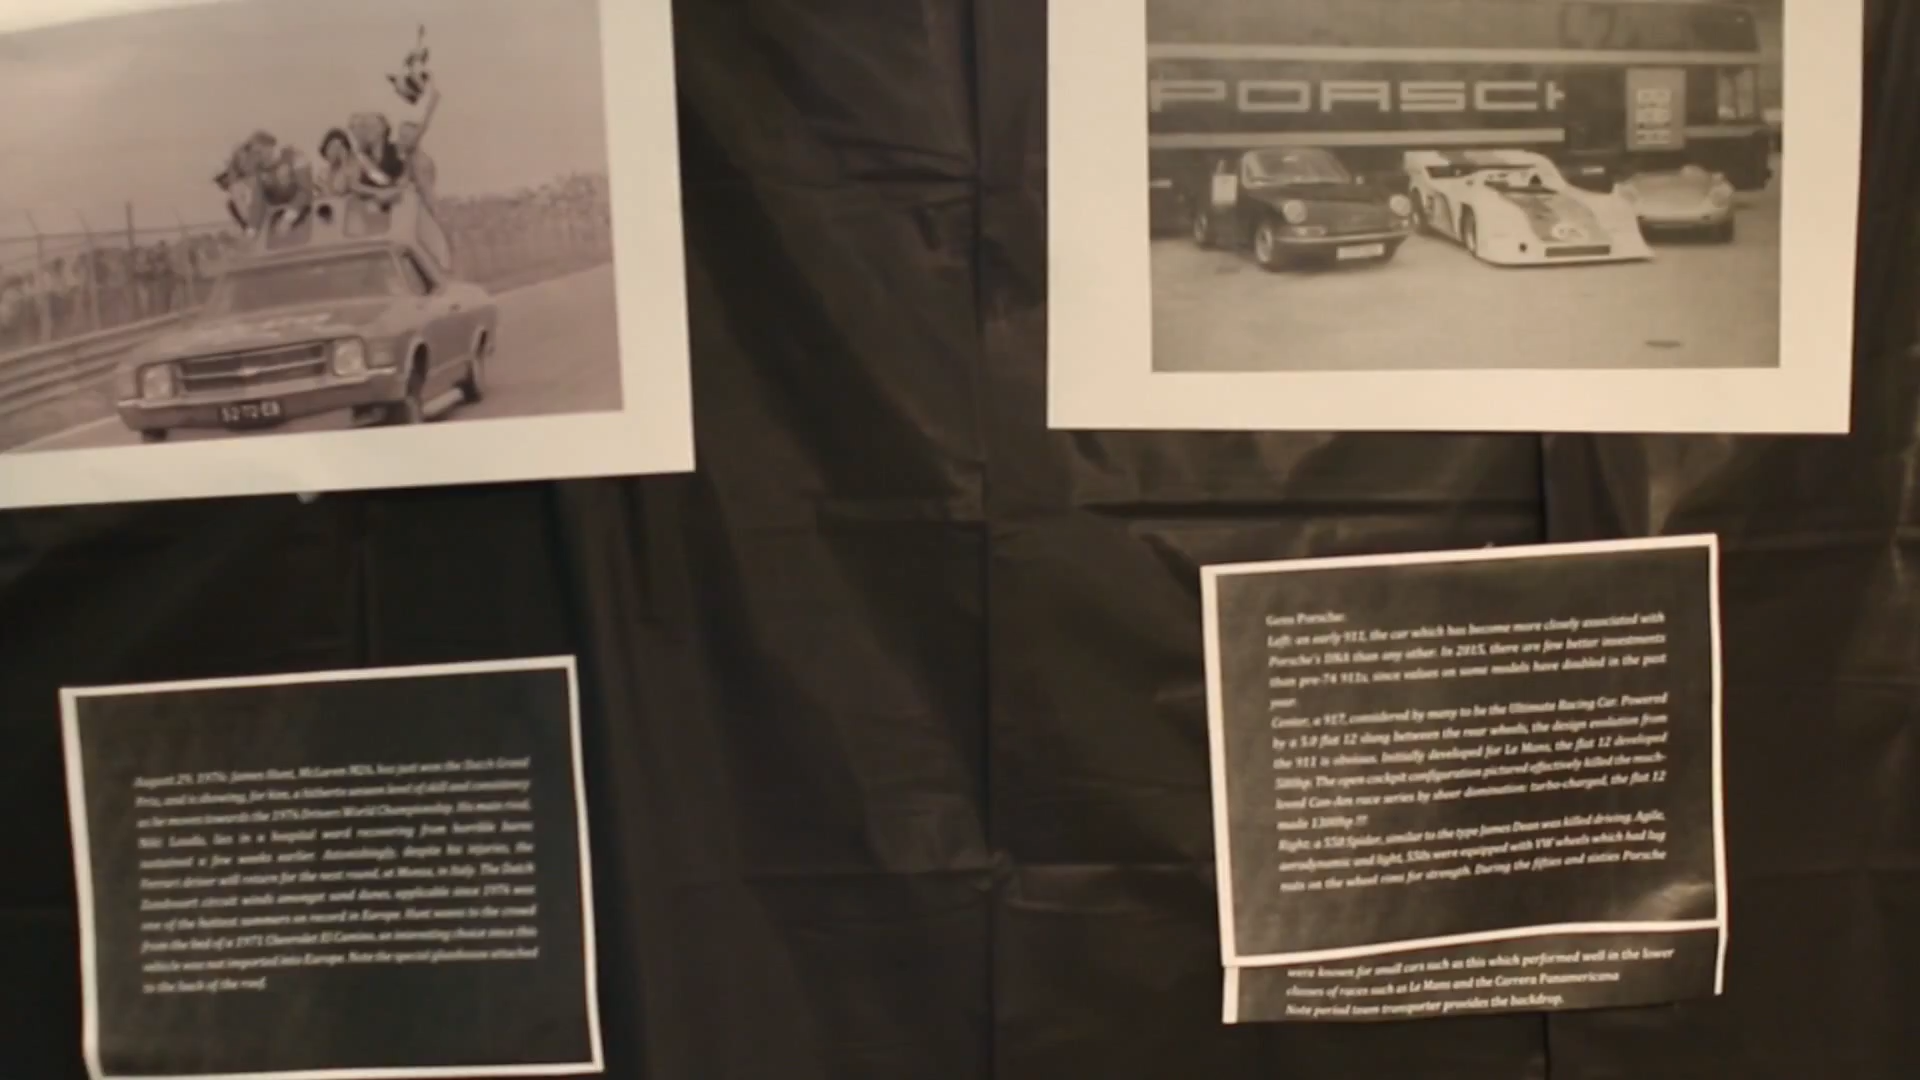 PORSCH
52-72-EB
August 29, 1976: James Hunt, McLaren M26, has just won the Dutch Grand
Prix, and is showing, for him, a hitherto unseen level of skill and consistency
as he moves towards the 1976 Drivers World Championship. His main rival,
Niki Lauda, lies in a hospital ward recovering from horrible burns
sustained a few weeks earlier. Astonishingly, despite his injuries, the
Ferrari driver will return for the next round, at Monza, in Italy. The Dutch
Zandvoort circuit winds amongst sand dunes, applicable since 1976 was
one of the hottest summers on record in Europe. Hunt waves to the crowd
from the bed of a 1971 Chevrolet El Camino, an interesting choice since this
vehicle was not imported into Europe. Note the special glasshouse attached
to the back of the roof.
Gens Porsche:
Left: an early 911, the car which has become more closely associated with
Porsche's DNA than any other. In 2015, there are few better investments
than pre-74 911s, since values on some models have doubled in the past
year.
Center, a 917, considered by many to be the Ultimate Racing Car. Powered
by a 5.0 flat 12 slung between the rear wheels, the design evolution from
the 911 is obvious. Initially developed for Le Mans, the flat 12 developed
580hp. The open cockpit configuration pictured effectively killed the much-
loved Can-Am race series by sheer domination: turbo-charged, the flat 12
made 1300hp !!!
Right: a 550 Spider, similar to the type James Dean was killed driving. Agile,
aerodynamic and light, 550s were equipped with VW wheels which had lug
nuts on the wheel rims for strength. During the fifties and sixties Porsche
were known for small cars such as this which performed well in the lower
classes of races such as Le Mans and the Carrera Panamericana
Note period team transporter provides the backdrop.